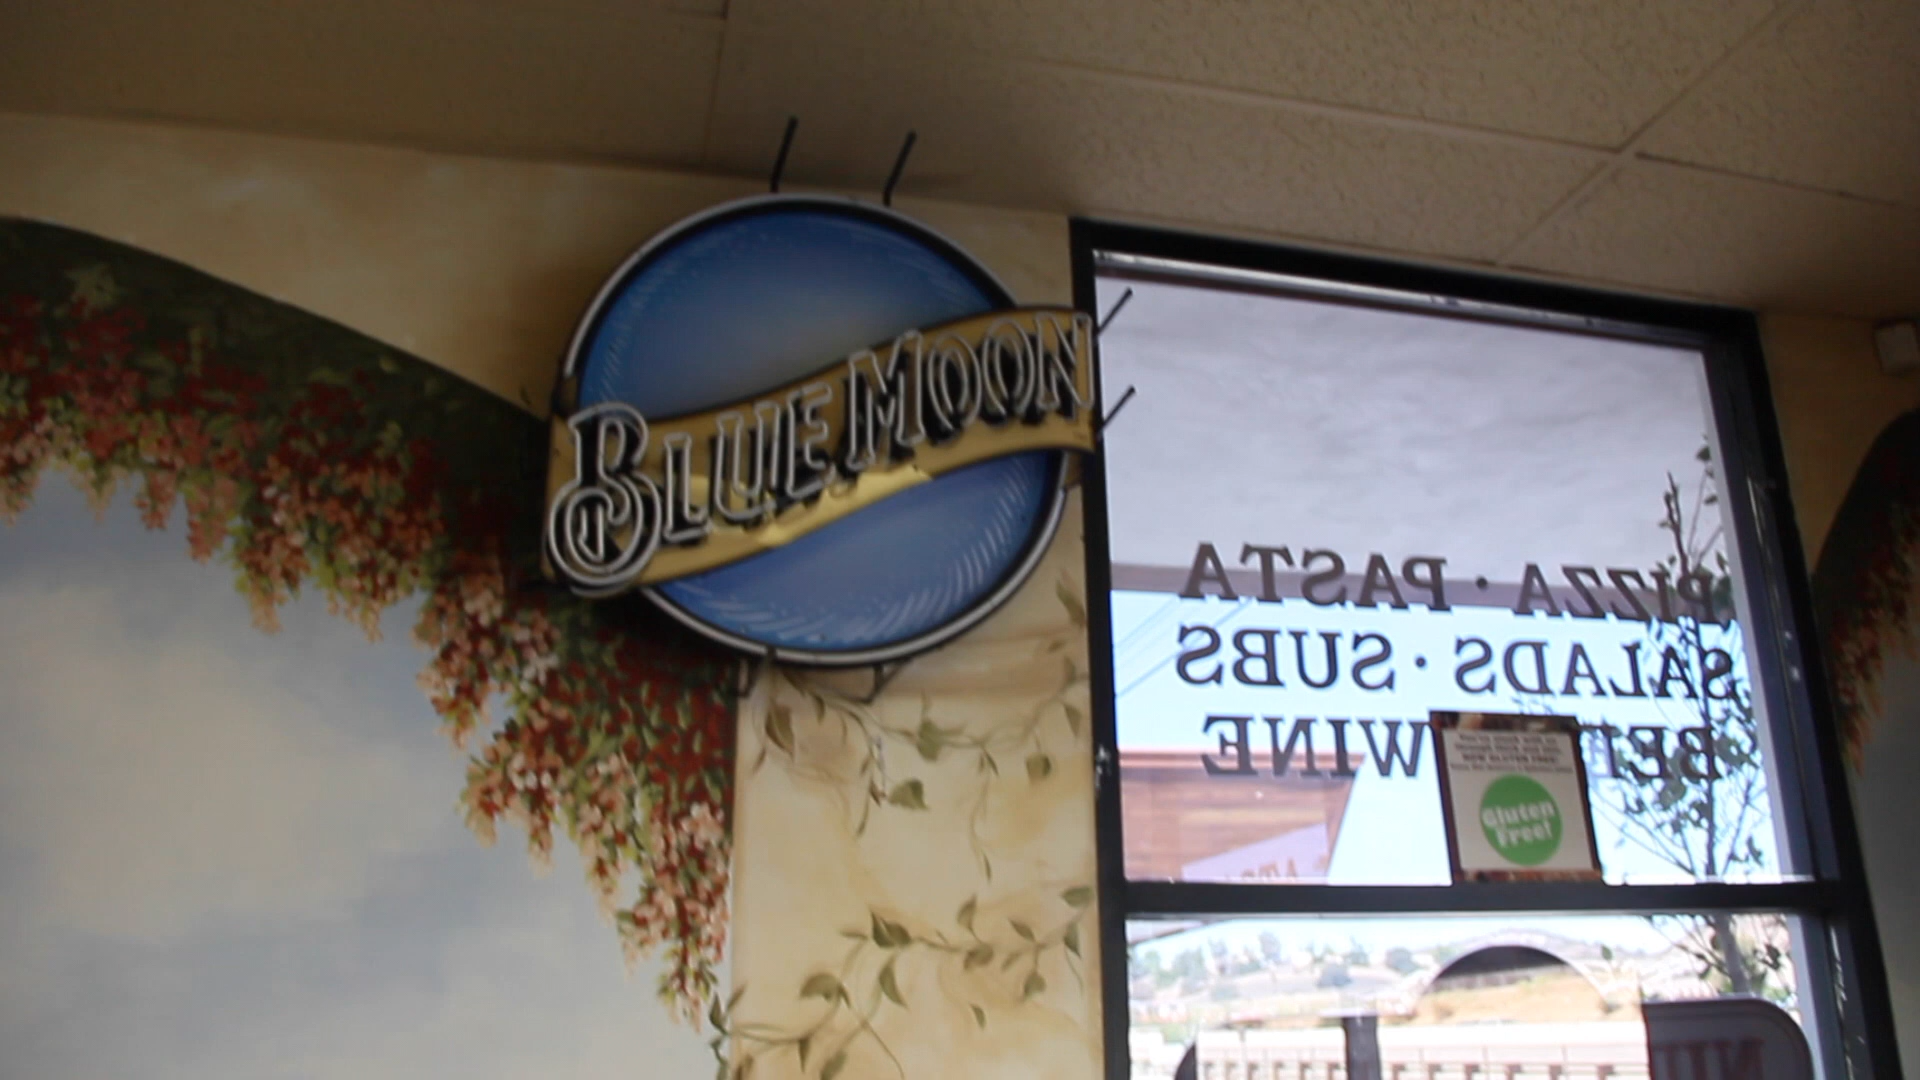 BLUE MOON
PIZZA · PASTA
SALADS · SUBS
WINE
Gluten
Free!